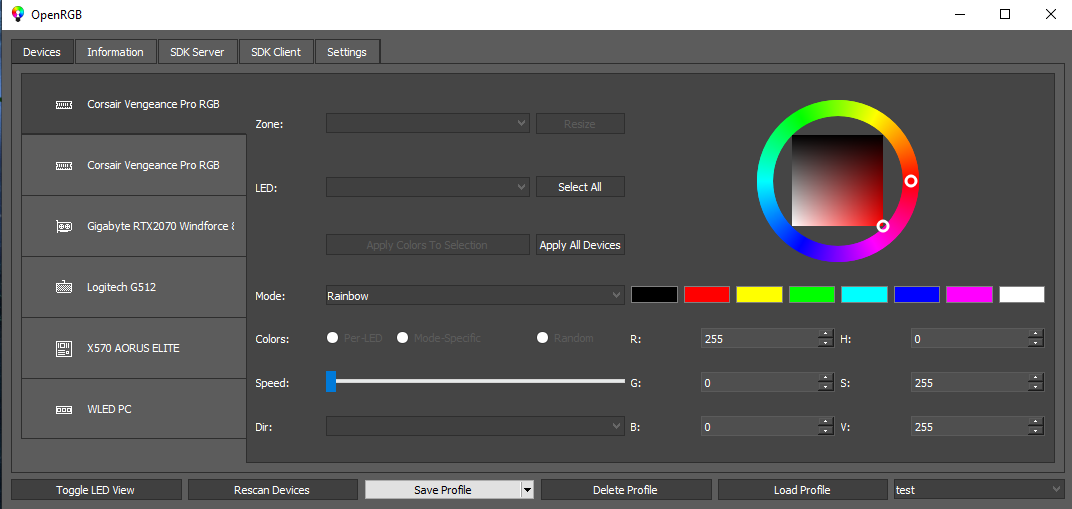 OpenRGB
Devices Information SDK Server SDK Client Settings
Corsair Vengeance Pro RGB
Corsair Vengeance Pro RGB
Gigabyte RTX2070 Windforce 8
Logitech G512
X570 AORUS ELITE
WLED PC
Zone: Resize
LED: Select All
Apply Colors To Selection Apply All Devices
Mode: Rainbow
Colors: Per-LED Mode-Specific Random R: 255 H: 0
Speed: G: 0 S: 255
Dir: B: 0 V: 255
Toggle LED View Rescan Devices Save Profile Delete Profile Load Profile test